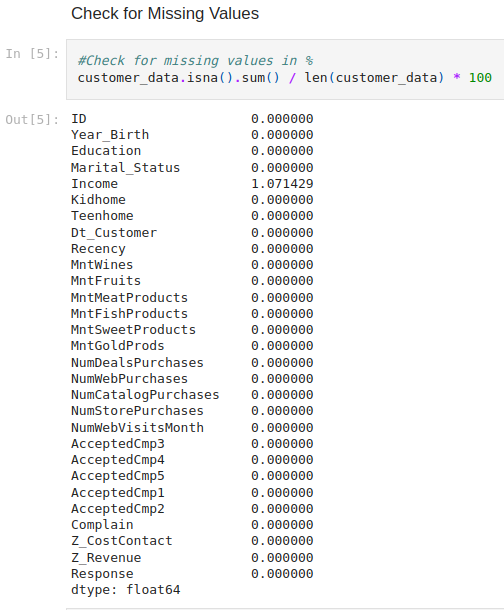 Check for Missing Values
In [5]:
#Check for missing values in %
customer_data.isna().sum() / len(customer_data) * 100
Out[5]:
ID 0.000000
Year_Birth 0.000000
Education 0.000000
Marital_Status 0.000000
Income 1.071429
Kidhome 0.000000
Teenhome 0.000000
Dt_Customer 0.000000
Recency 0.000000
MntWines 0.000000
MntFruits 0.000000
MntMeatProducts 0.000000
MntFishProducts 0.000000
MntSweetProducts 0.000000
MntGoldProds 0.000000
NumDealsPurchases 0.000000
NumWebPurchases 0.000000
NumCatalogPurchases 0.000000
NumStorePurchases 0.000000
NumWebVisitsMonth 0.000000
AcceptedCmp3 0.000000
AcceptedCmp4 0.000000
AcceptedCmp5 0.000000
AcceptedCmp1 0.000000
AcceptedCmp2 0.000000
Complain 0.000000
Z_CostContact 0.000000
Z_Revenue 0.000000
Response 0.000000
dtype: float64